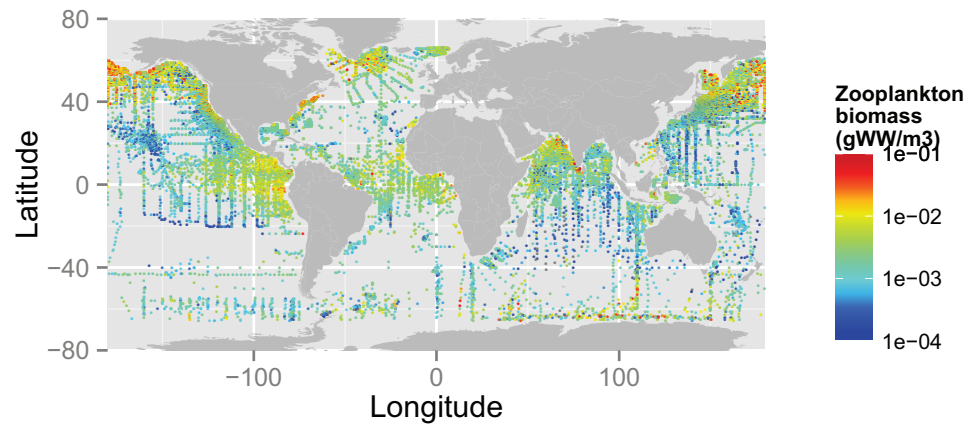 80
40
0
−40
−80
Latitude
−100
0
100
Longitude
Zooplankton
biomass
(gWW/m3)
1e−01
1e−02
1e−03
1e−04